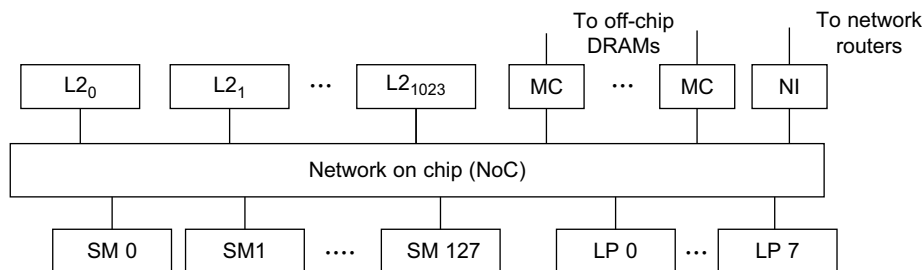 To off-chip DRAMs
To network routers
L2₀ L2₁ ... L2₁₀₂₃ MC ... MC NI
Network on chip (NoC)
SM 0 SM1 .... SM 127 LP 0 ... LP 7